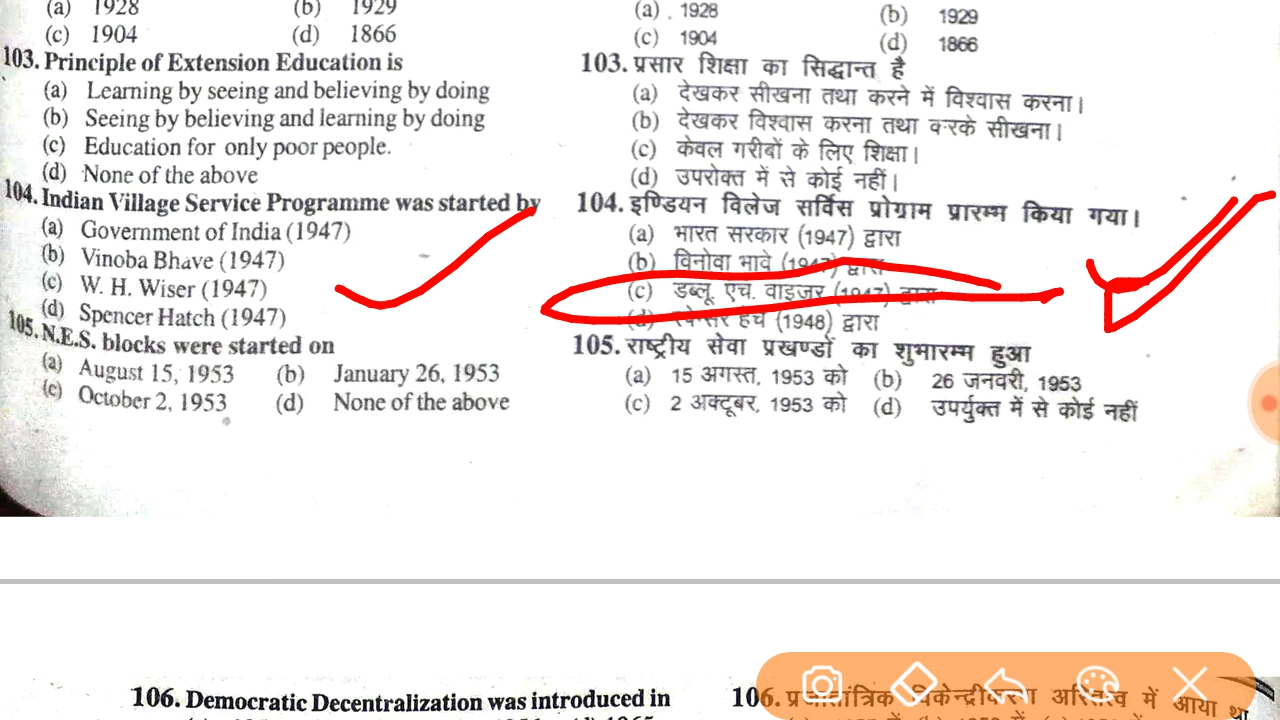 (a) 1928 (b) 1929
(c) 1904 (d) 1866
103. Principle of Extension Education is
(a) Learning by seeing and believing by doing
(b) Seeing by believing and learning by doing
(c) Education for only poor people.
(d) None of the above
104. Indian Village Service Programme was started by
(a) Government of India (1947)
(b) Vinoba Bhave (1947)
(c) W. H. Wiser (1947)
(d) Spencer Hatch (1947)
105. N.E.S. blocks were started on
(a) August 15, 1953 (b) January 26, 1953
(c) October 2, 1953 (d) None of the above
(a) . 1928 (b) 1929
(c) 1904 (d) 1866
103. प्रसार शिक्षा का सिद्धान्त है
(a) देखकर सीखना तथा करने में विश्वास करना।
(b) देखकर विश्वास करना तथा करके सीखना।
(c) केवल गरीबों के लिए शिक्षा।
(d) उपरोक्त में से कोई नहीं।
104. इण्डियन विलेज सर्विस प्रोग्राम प्रारम्भ किया गया।
(a) भारत सरकार (1947) द्वारा
(b) विनोवा भावे (1947) द्वारा
(c) डब्लू. एच. वाइजर (1947) द्वारा
(d) हैच (1948) द्वारा
105. राष्ट्रीय सेवा प्रखण्डों का शुभारम्भ हुआ
(a) 15 अगस्त, 1953 को (b) 26 जनवरी, 1953
(c) 2 अक्टूबर, 1953 को (d) उपर्युक्त में से कोई नहीं
106. Democratic Decentralization was introduced in
106. प्रजातांत्रिक विकेन्द्रीकरण अस्तित्व में आया था